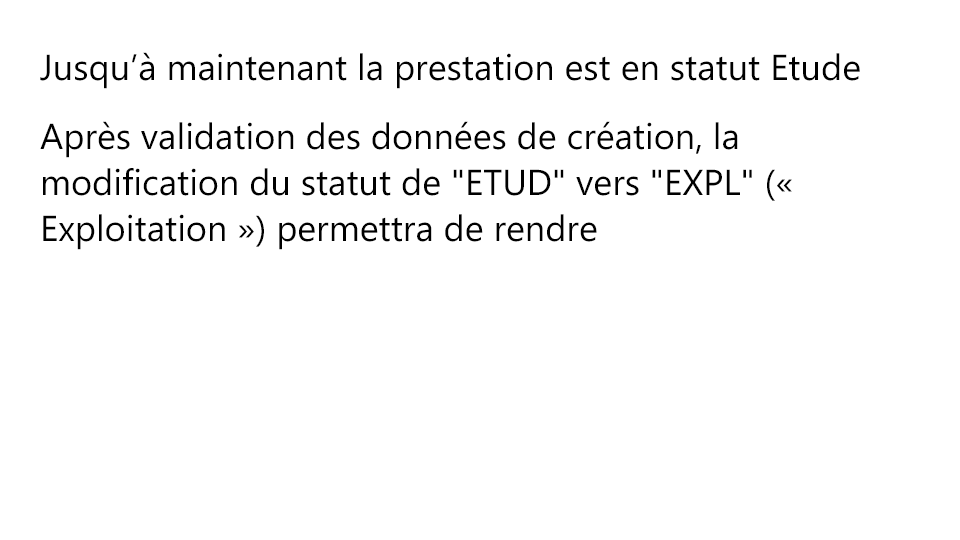 Jusqu’à maintenant la prestation est en statut Etude
Après validation des données de création, la
modification du statut de "ETUD" vers "EXPL" («
Exploitation ») permettra de rendre